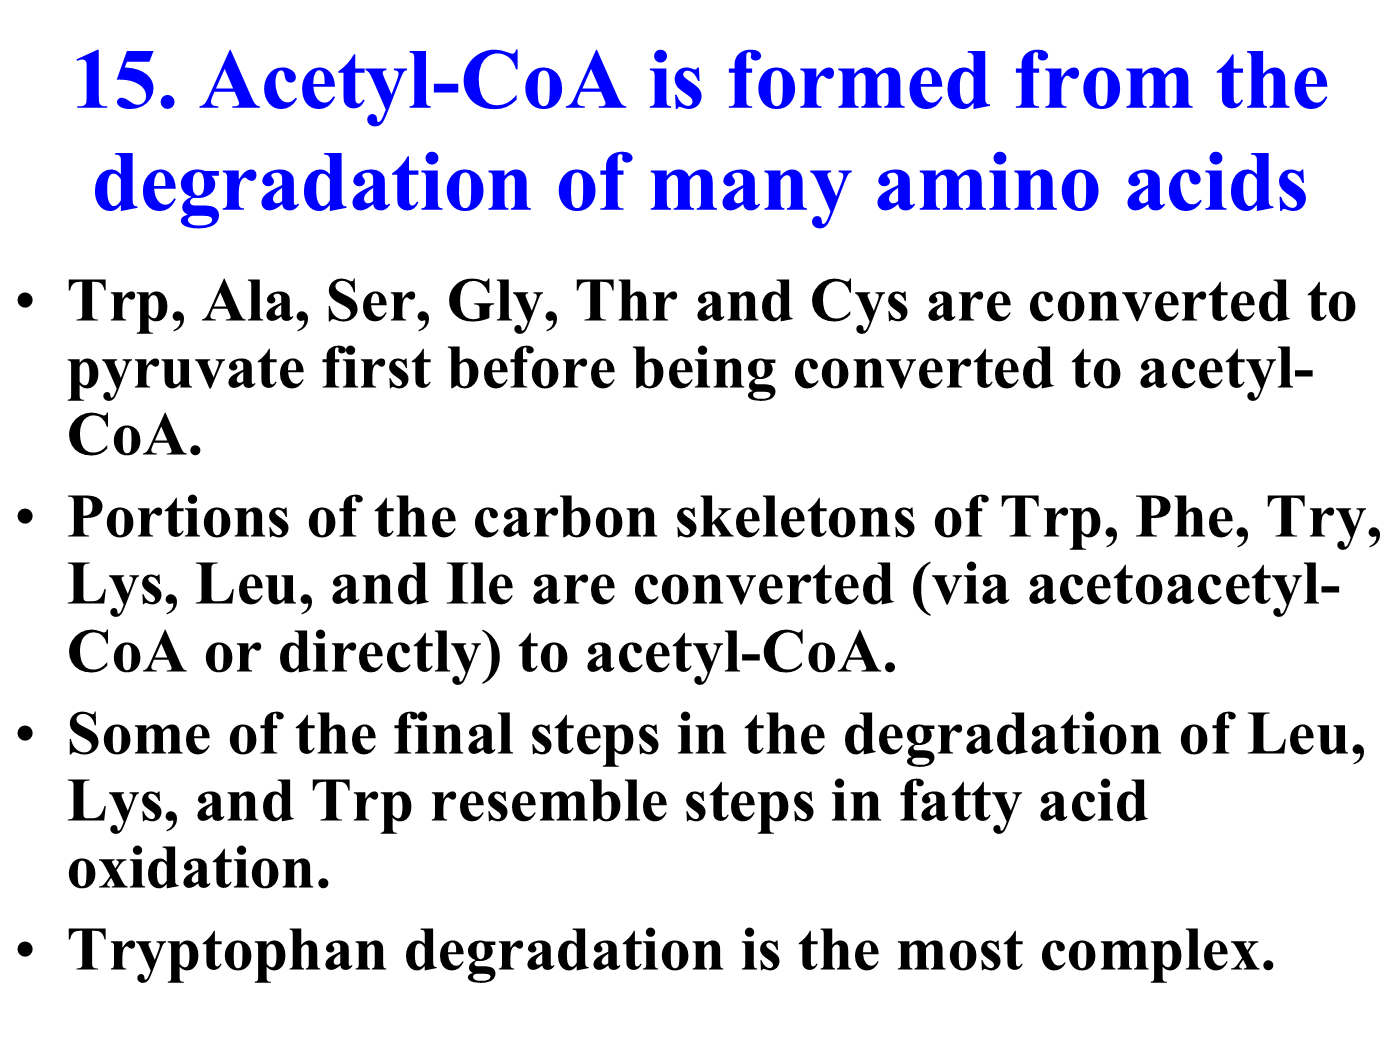 15. Acetyl-CoA is formed from the
degradation of many amino acids
• Trp, Ala, Ser, Gly, Thr and Cys are converted to
pyruvate first before being converted to acetyl-
CoA.
• Portions of the carbon skeletons of Trp, Phe, Try,
Lys, Leu, and Ile are converted (via acetoacetyl-
CoA or directly) to acetyl-CoA.
• Some of the final steps in the degradation of Leu,
Lys, and Trp resemble steps in fatty acid
oxidation.
• Tryptophan degradation is the most complex.